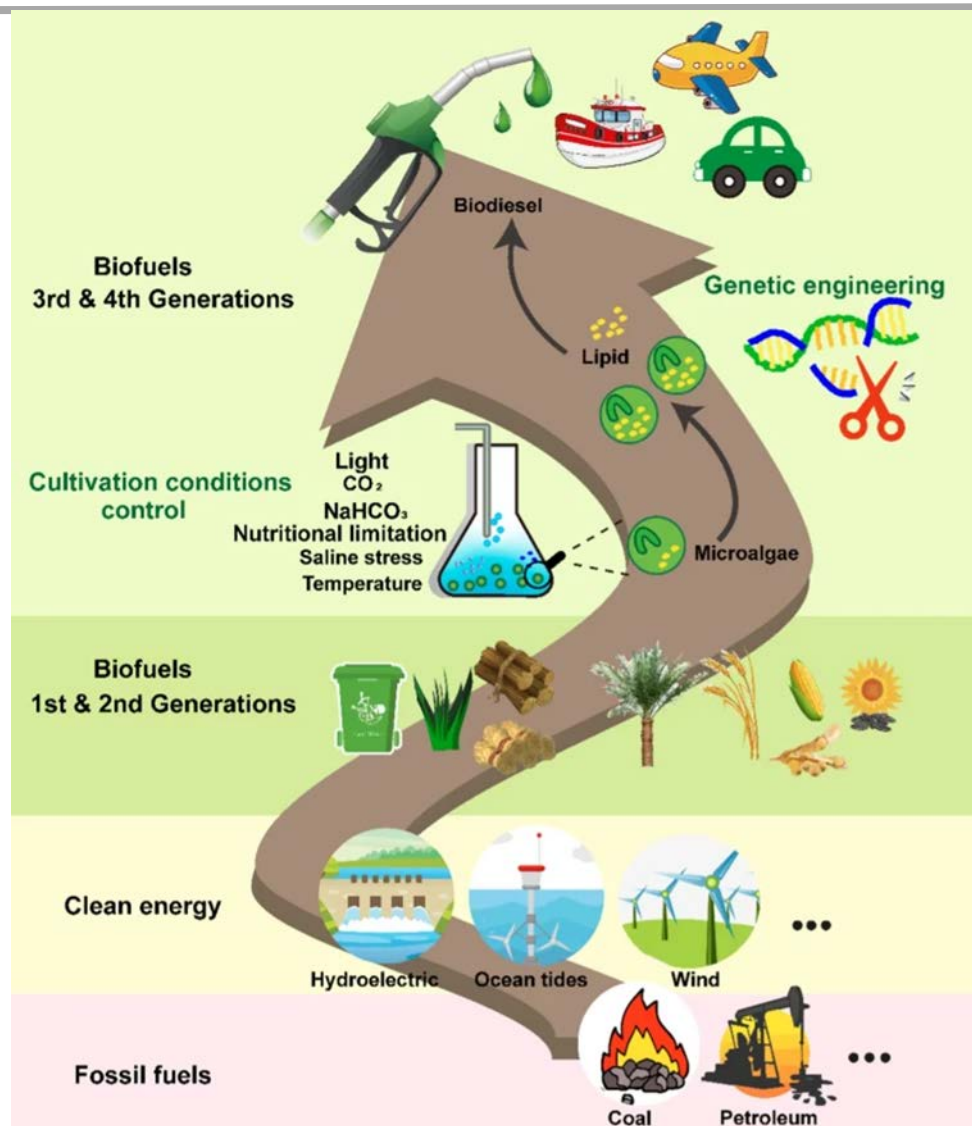 Biodiesel
Biofuels
3rd & 4th Generations
Genetic engineering
Lipid
Cultivation conditions
control
Light
CO₂
NaHCO₃
Nutritional limitation
Saline stress
Temperature
Microalgae
Biofuels
1st & 2nd Generations
Clean energy
Hydroelectric
Ocean tides
Wind
...
Fossil fuels
Coal
Petroleum
...